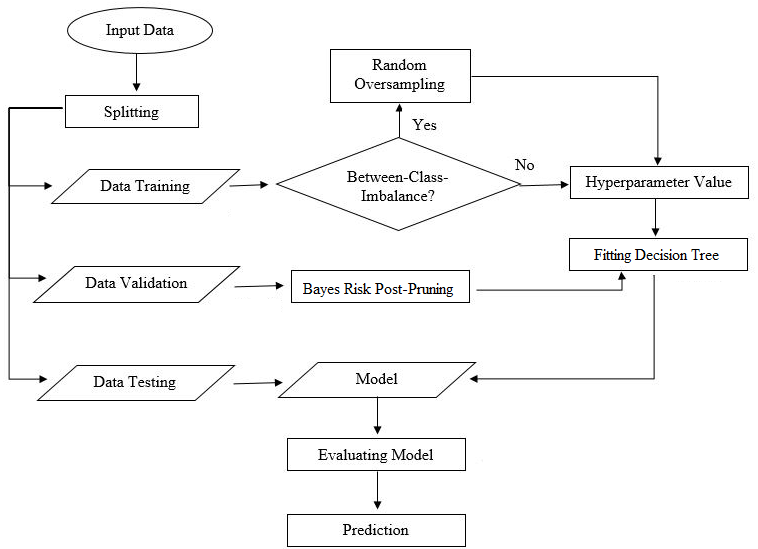 Input Data
Splitting
Random
Oversampling
Yes
Data Training
Between-Class-
Imbalance?
No
Hyperparameter Value
Fitting Decision Tree
Data Validation
Bayes Risk Post-Pruning
Data Testing
Model
Evaluating Model
Prediction